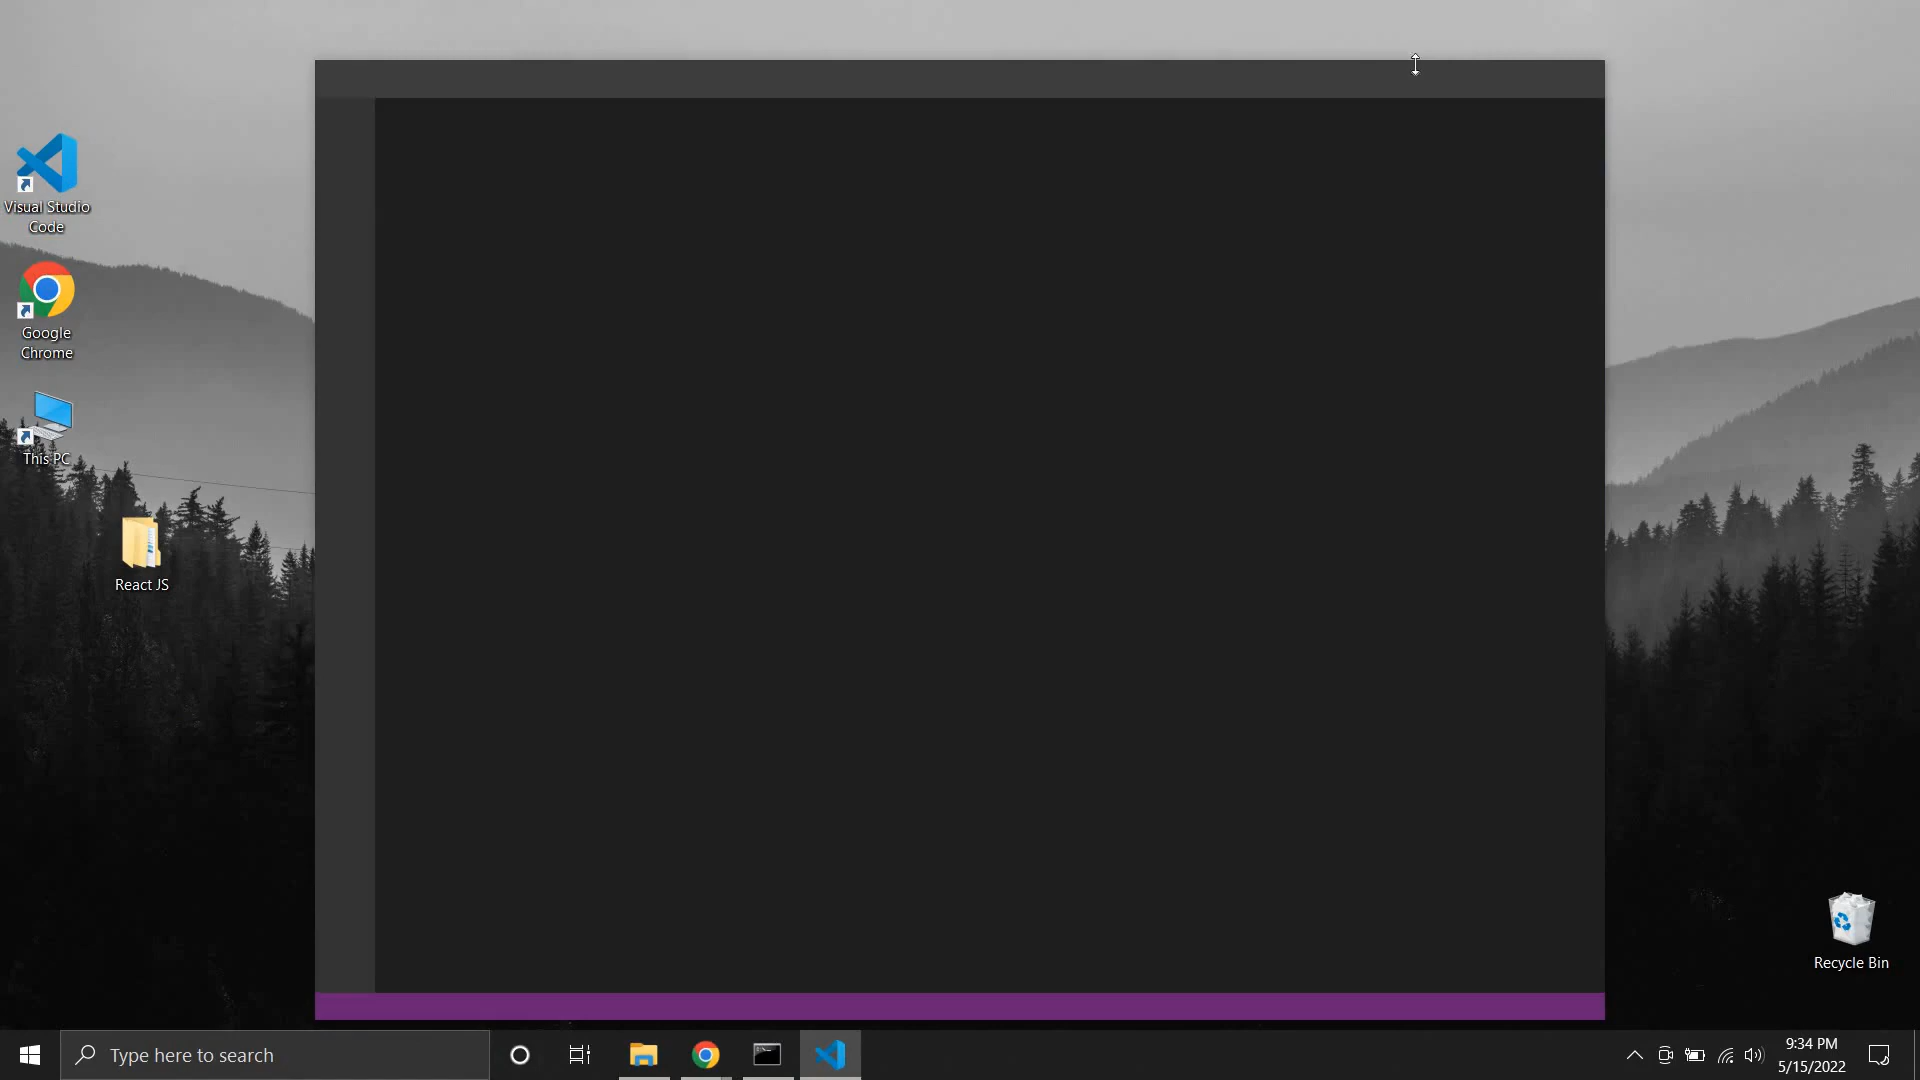 Visual Studio
Code
Google
Chrome
This PC
React JS
Recycle Bin
Type here to search
9:34 PM
5/15/2022